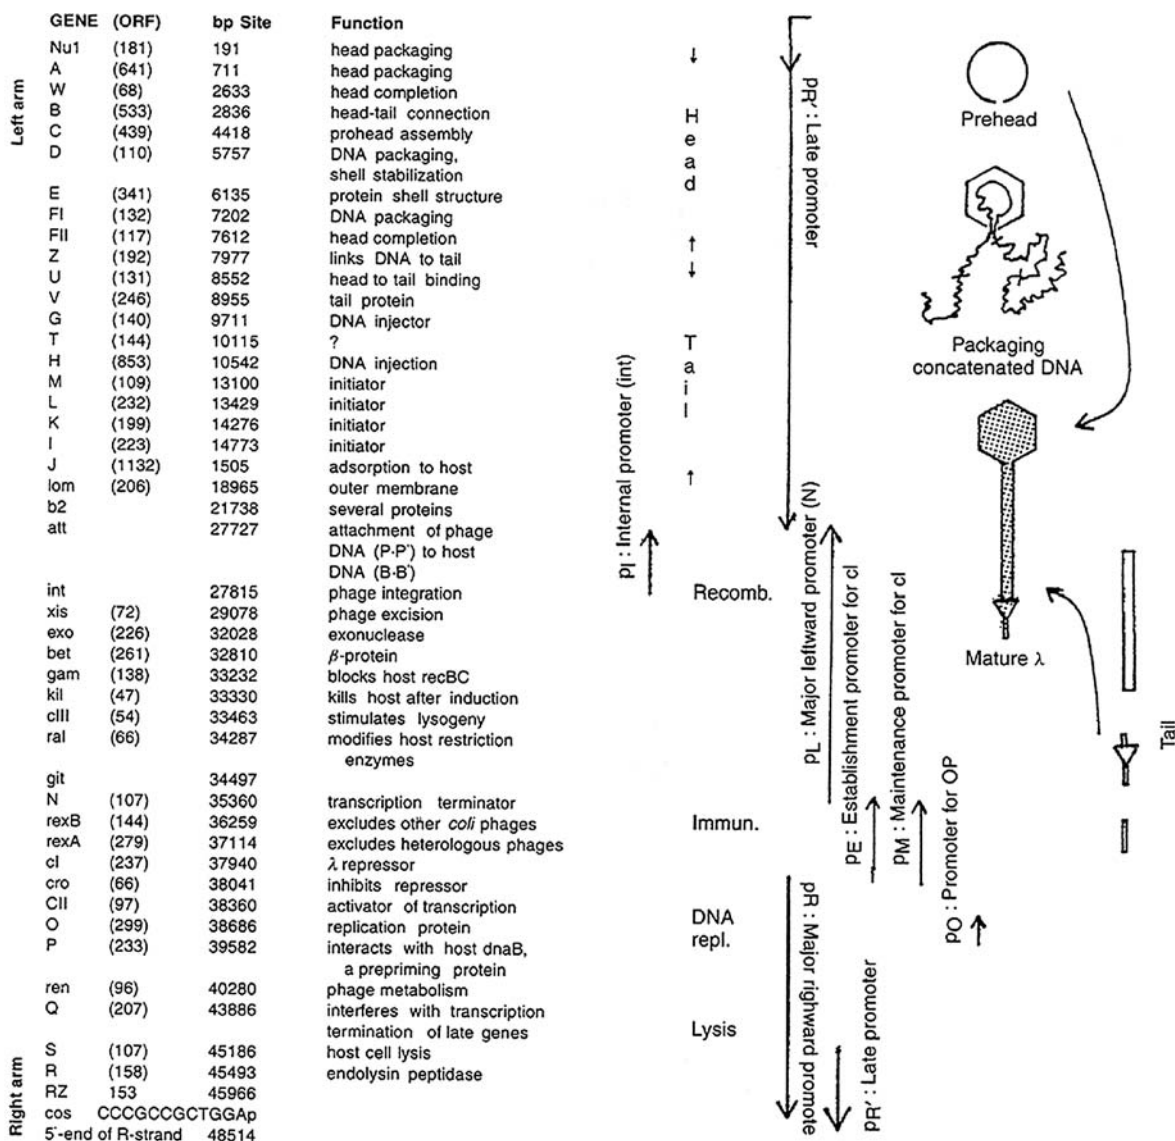 GENE (ORF) bp Site Function
Left arm
Nu1 (181) 191 head packaging
A (641) 711 head packaging
W (68) 2633 head completion
B (533) 2836 head-tail connection
C (439) 4418 prohead assembly
D (110) 5757 DNA packaging,
shell stabilization
E (341) 6135 protein shell structure
FI (132) 7202 DNA packaging
FII (117) 7612 head completion
Z (192) 7977 links DNA to tail
U (131) 8552 head to tail binding
V (246) 8955 tail protein
G (140) 9711 DNA injector
T (144) 10115 ?
H (853) 10542 DNA injection
M (109) 13100 initiator
L (232) 13429 initiator
K (199) 14276 initiator
I (223) 14773 initiator
J (1132) 1505 adsorption to host
lom (206) 18965 outer membrane
b2 21738 several proteins
att 27727 attachment of phage
DNA (P·P') to host
DNA (B·B')
int 27815 phage integration
xis (72) 29078 phage excision
exo (226) 32028 exonuclease
bet (261) 32810 β-protein
gam (138) 33232 blocks host recBC
kil (47) 33330 kills host after induction
cIII (54) 33463 stimulates lysogeny
ral (66) 34287 modifies host restriction
enzymes
git 34497
N (107) 35360 transcription terminator
rexB (144) 36259 excludes other coli phages
rexA (279) 37114 excludes heterologous phages
cI (237) 37940 λ repressor
cro (66) 38041 inhibits repressor
CII (97) 38360 activator of transcription
O (299) 38686 replication protein
P (233) 39582 interacts with host dnaB,
a prepriming protein
ren (96) 40280 phage metabolism
Q (207) 43886 interferes with transcription
termination of late genes
S (107) 45186 host cell lysis
R (158) 45493 endolysin peptidase
RZ 153 45966
cos CCCGCCGCTGGAp
5'-end of R-strand 48514
Right arm
↓
Head
↑
↓
Tail
↑
Recomb.
Immun.
DNA
repl.
Lysis
pI : Internal promoter (int)
pR' : Late promoter
pL : Major leftward promoter (N)
pE : Establishment promoter for cI
pM : Maintenance promoter for cI
pO : Promoter for OP
pR : Major rightward promote
pR' : Late promoter
Prehead
Packaging
concatenated DNA
Mature λ
Tail